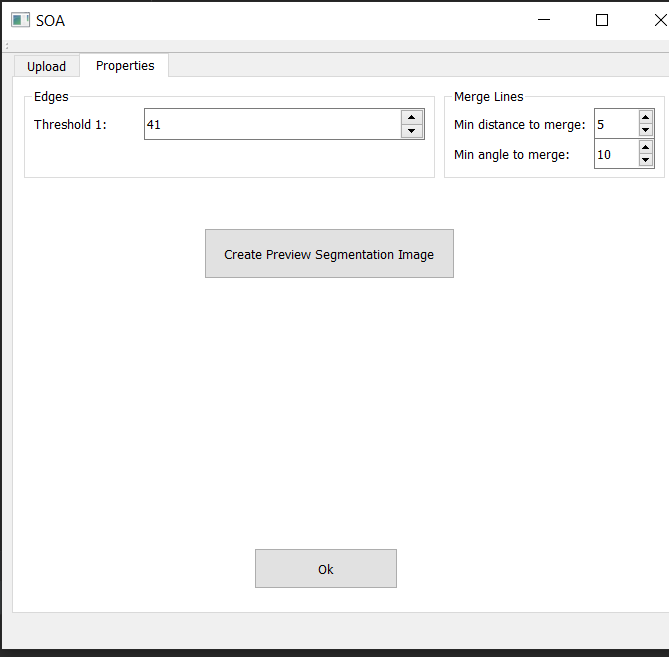 SOA
Upload Properties
Edges Merge Lines
Threshold 1: 41 Min distance to merge: 5
Min angle to merge: 10
Create Preview Segmentation Image
Ok